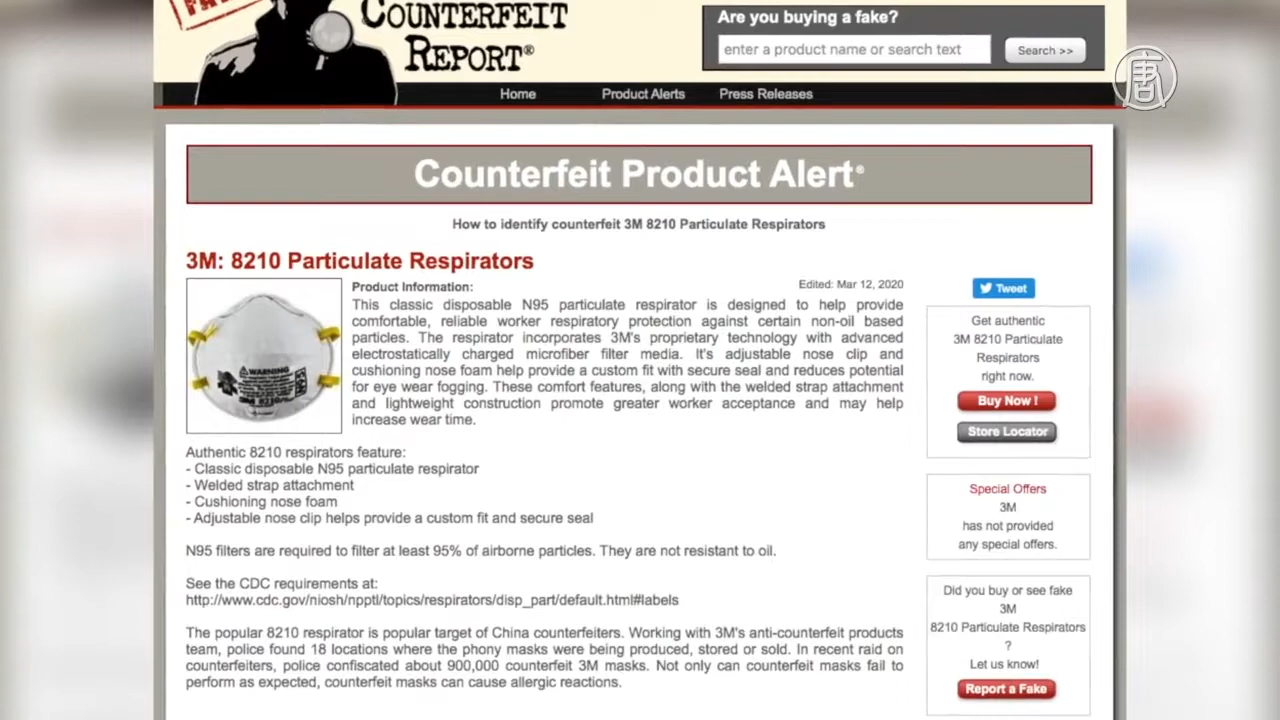 COUNTERFEIT
REPORT®
Are you buying a fake?
enter a product name or search text
Search >>
唐
Home
Product Alerts
Press Releases
Counterfeit Product Alert®
How to identify counterfeit 3M 8210 Particulate Respirators
3M: 8210 Particulate Respirators
Product Information:
Edited: Mar 12, 2020
This classic disposable N95 particulate respirator is designed to help provide
comfortable, reliable worker respiratory protection against certain non-oil based
particles. The respirator incorporates 3M's proprietary technology with advanced
electrostatically charged microfiber filter media. It's adjustable nose clip and
cushioning nose foam help provide a custom fit with secure seal and reduces potential
for eye wear fogging. These comfort features, along with the welded strap attachment
and lightweight construction promote greater worker acceptance and may help
increase wear time.
WARNING
3M 8210
Authentic 8210 respirators feature:
- Classic disposable N95 particulate respirator
- Welded strap attachment
- Cushioning nose foam
- Adjustable nose clip helps provide a custom fit and secure seal
N95 filters are required to filter at least 95% of airborne particles. They are not resistant to oil.
See the CDC requirements at:
http://www.cdc.gov/niosh/npptl/topics/respirators/disp_part/default.html#labels
The popular 8210 respirator is popular target of China counterfeiters. Working with 3M's anti-counterfeit products
team, police found 18 locations where the phony masks were being produced, stored or sold. In recent raid on
counterfeiters, police confiscated about 900,000 counterfeit 3M masks. Not only can counterfeit masks fail to
perform as expected, counterfeit masks can cause allergic reactions.
Tweet
Get authentic
3M 8210 Particulate
Respirators
right now.
Buy Now !
Store Locator
Special Offers
3M
has not provided
any special offers.
Did you buy or see fake
3M
8210 Particulate Respirators
?
Let us know!
Report a Fake